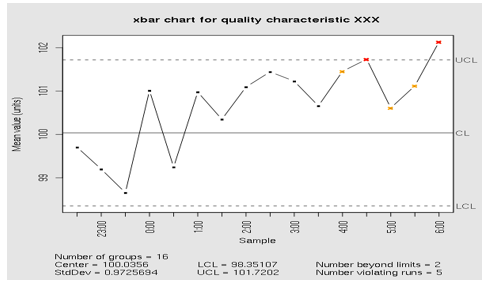 xbar chart for quality characteristic XXX
Mean value (units)
102
101
100
99
UCL
CL
LCL
23:00
0:00
1:00
2:00
3:00
4:00
5:00
6:00
Sample
Number of groups = 16
Center = 100.0356
StdDev = 0.9725694
LCL = 98.35107
UCL = 101.7202
Number beyond limits = 2
Number violating runs = 5